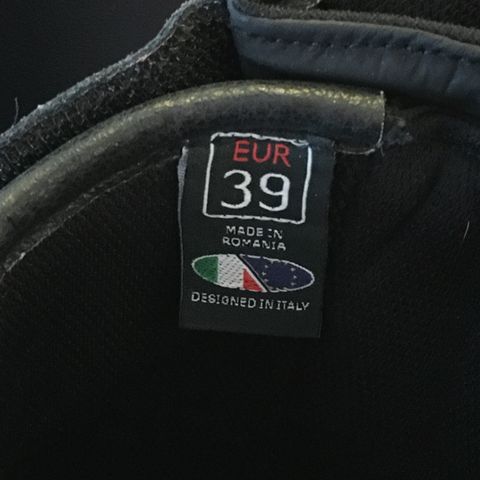 EUR
39
MADE IN
ROMANIA
DESIGNED IN ITALY